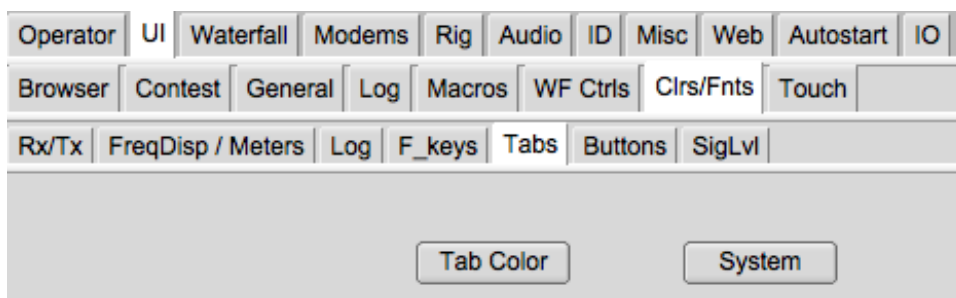 Operator UI Waterfall Modems Rig Audio ID Misc Web Autostart IO
Browser Contest General Log Macros WF Ctrls Clrs/Fnts Touch
Rx/Tx FreqDisp / Meters Log F_keys Tabs Buttons SigLvl
Tab Color System